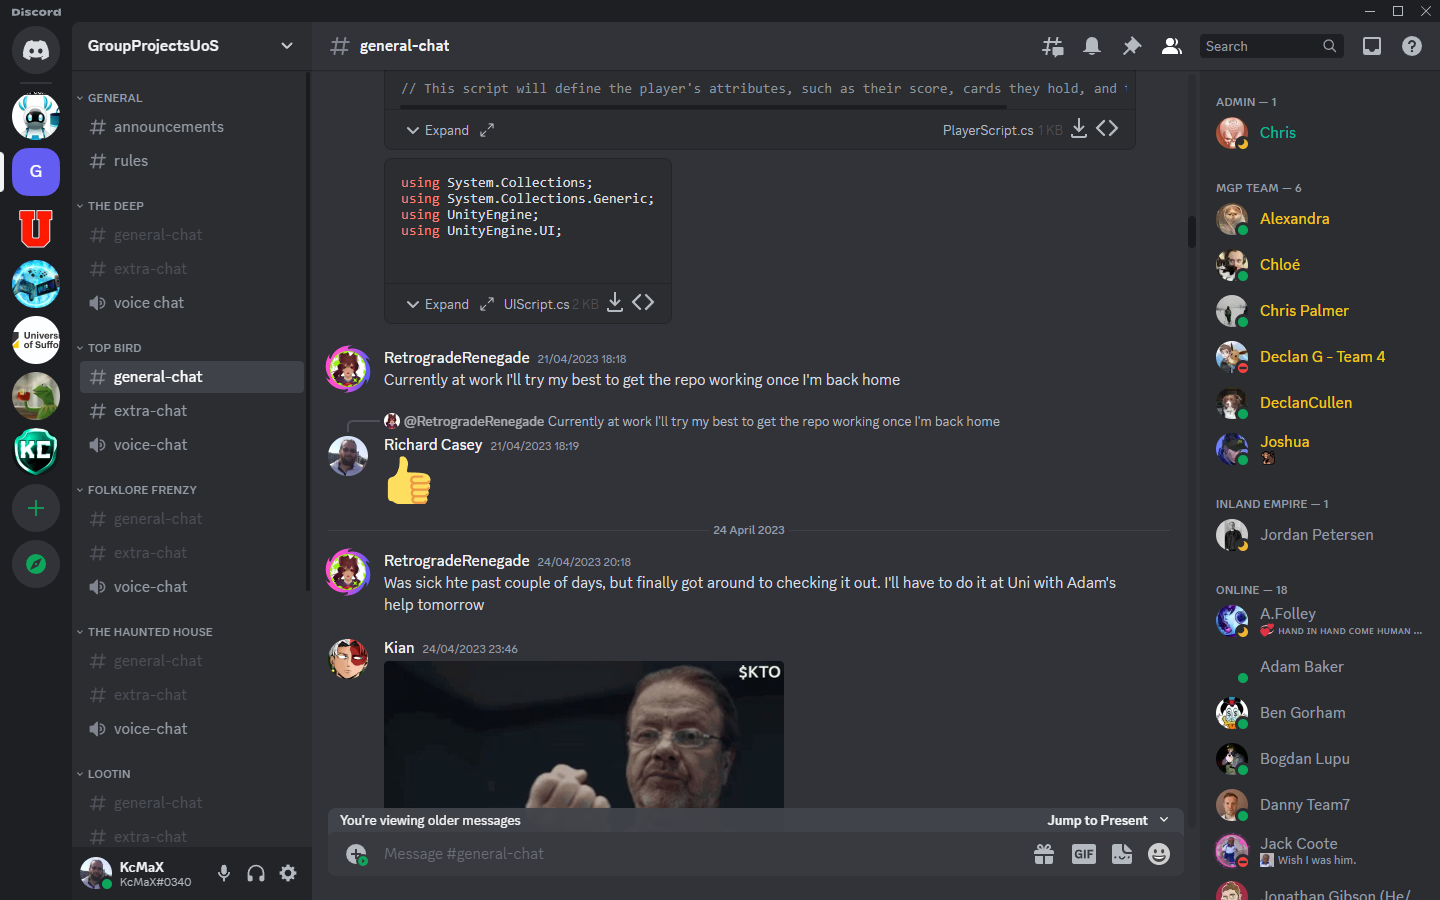 Discord
GroupProjectsUoS
general-chat
Search
GENERAL
announcements
rules
THE DEEP
general-chat
extra-chat
voice chat
TOP BIRD
general-chat
extra-chat
voice-chat
FOLKLORE FRENZY
general-chat
extra-chat
voice-chat
THE HAUNTED HOUSE
general-chat
extra-chat
voice-chat
LOOTIN
general-chat
extra-chat
G
U
Univers
of Suffo
KC
KcMaX
KcMaX#0340
// This script will define the player's attributes, such as their score, cards they hold, and
Expand
PlayerScript.cs 1 KB
using System.Collections;
using System.Collections.Generic;
using UnityEngine;
using UnityEngine.UI;
Expand
UIScript.cs 2 KB
RetrogradeRenegade 21/04/2023 18:18
Currently at work I'll try my best to get the repo working once I'm back home
@RetrogradeRenegade Currently at work I'll try my best to get the repo working once I'm back home
Richard Casey 21/04/2023 18:19
24 April 2023
RetrogradeRenegade 24/04/2023 20:18
Was sick hte past couple of days, but finally got around to checking it out. I'll have to do it at Uni with Adam's
help tomorrow
Kian 24/04/2023 23:46
$KTO
You're viewing older messages
Jump to Present
Message #general-chat
GIF
ADMIN — 1
Chris
MGP TEAM — 6
Alexandra
Chloé
Chris Palmer
Declan G - Team 4
DeclanCullen
Joshua
INLAND EMPIRE — 1
Jordan Petersen
ONLINE — 18
A.Folley
HAND IN HAND COME HUMAN ...
Adam Baker
Ben Gorham
Bogdan Lupu
Danny Team7
Jack Coote
Wish I was him.
Jonathan Gibson (He/